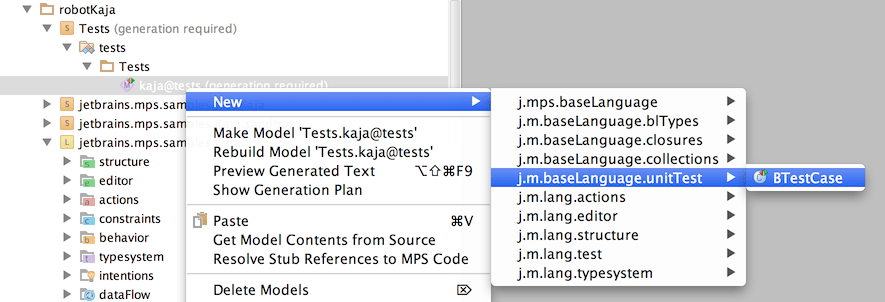 robotKaja
Tests (generation required)
tests
Tests
kaja@tests (generation required)
jetbrains.mps.sam
jetbrains.mps.sam
jetbrains.mps.sam
structure
editor
actions
constraints
behavior
typesystem
intentions
dataFlow
New
Make Model 'Tests.kaja@tests'
Rebuild Model 'Tests.kaja@tests'
Preview Generated Text ⌥⇧⌘F9
Show Generation Plan
Paste ⌘V
Get Model Contents from Source
Resolve Stub References to MPS Code
Delete Models ⌦
j.mps.baseLanguage
j.m.baseLanguage.blTypes
j.m.baseLanguage.closures
j.m.baseLanguage.collections
j.m.baseLanguage.unitTest
j.m.lang.actions
j.m.lang.editor
j.m.lang.structure
j.m.lang.test
j.m.lang.typesystem
BTestCase